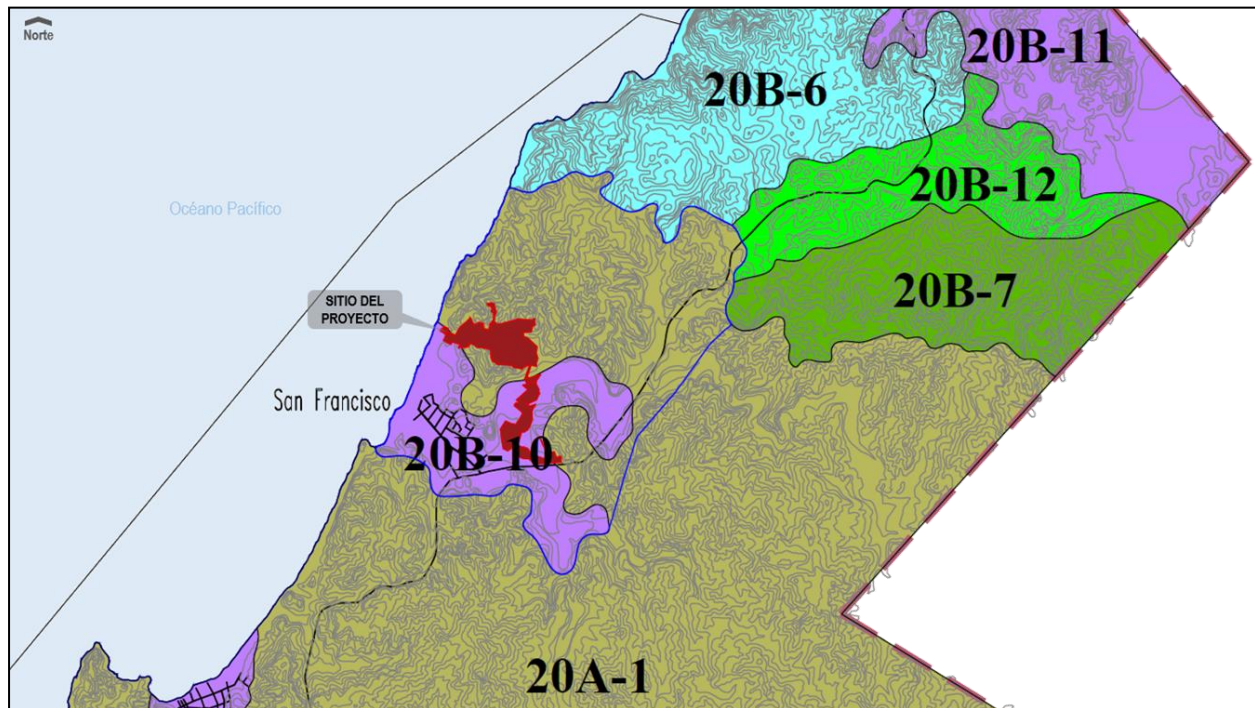 Norte
20B-11
20B-6
20B-12
Océano Pacífico
20B-7
SITIO DEL
PROYECTO
San Francisco
20B-10
20A-1